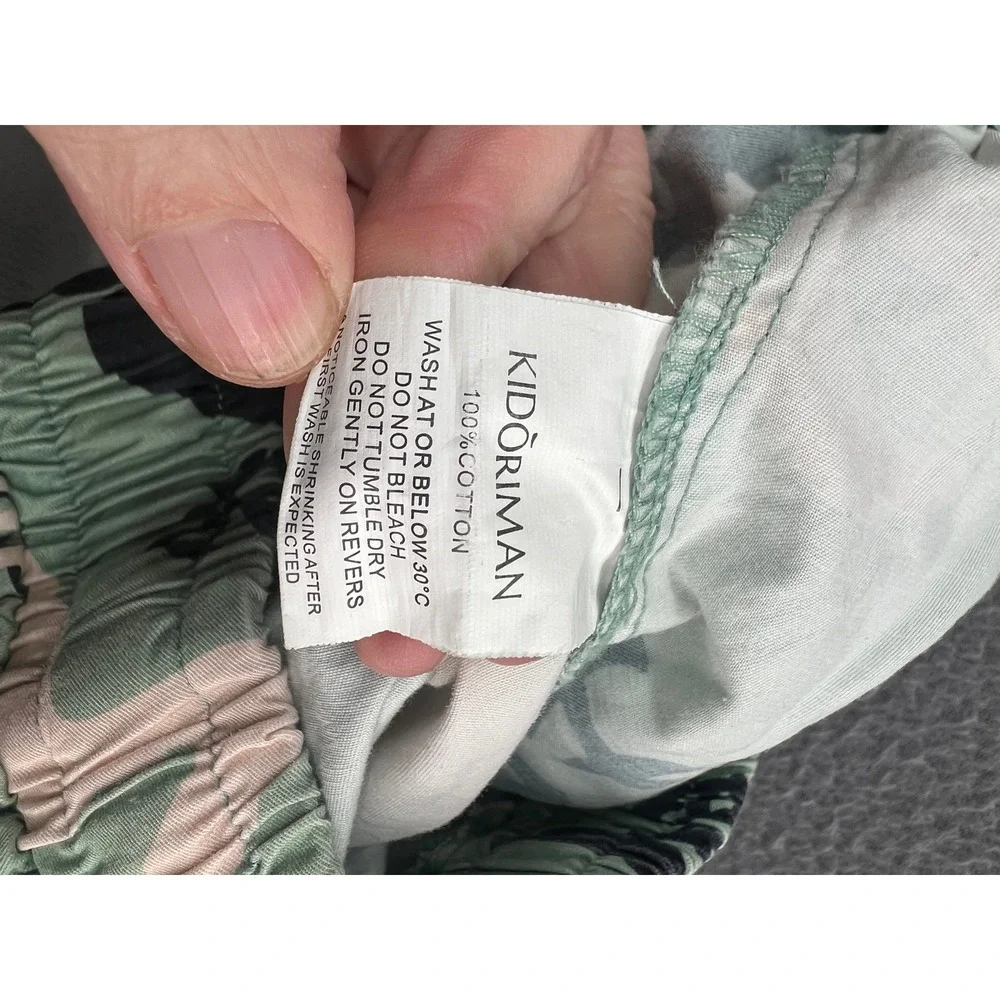 KIDŌRIMAN
100%COTTON
WASH AT OR BELOW 30°C
DO NOT BLEACH
DO NOT TUMBLE DRY
IRON GENTLY ON REVERS
NOTICEABLE SHRINKING AFTER
FIRST WASH IS EXPECTED